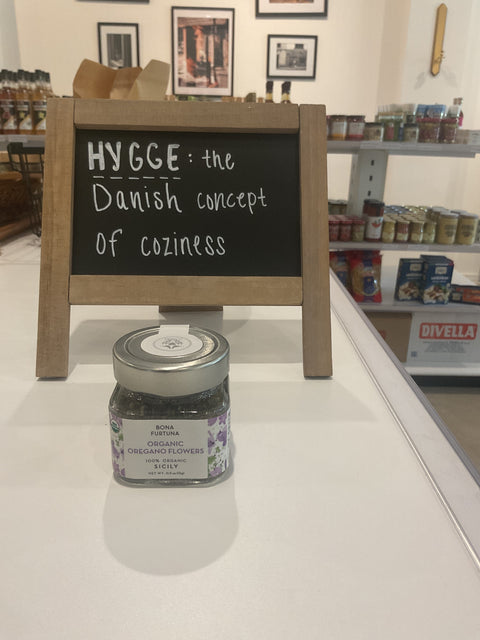 HYGGE: the
Danish concept
of coziness
BONA
FURTUNA
ORGANIC
OREGANO FLOWERS
100% ORGANIC
SICILY
DIVELLA